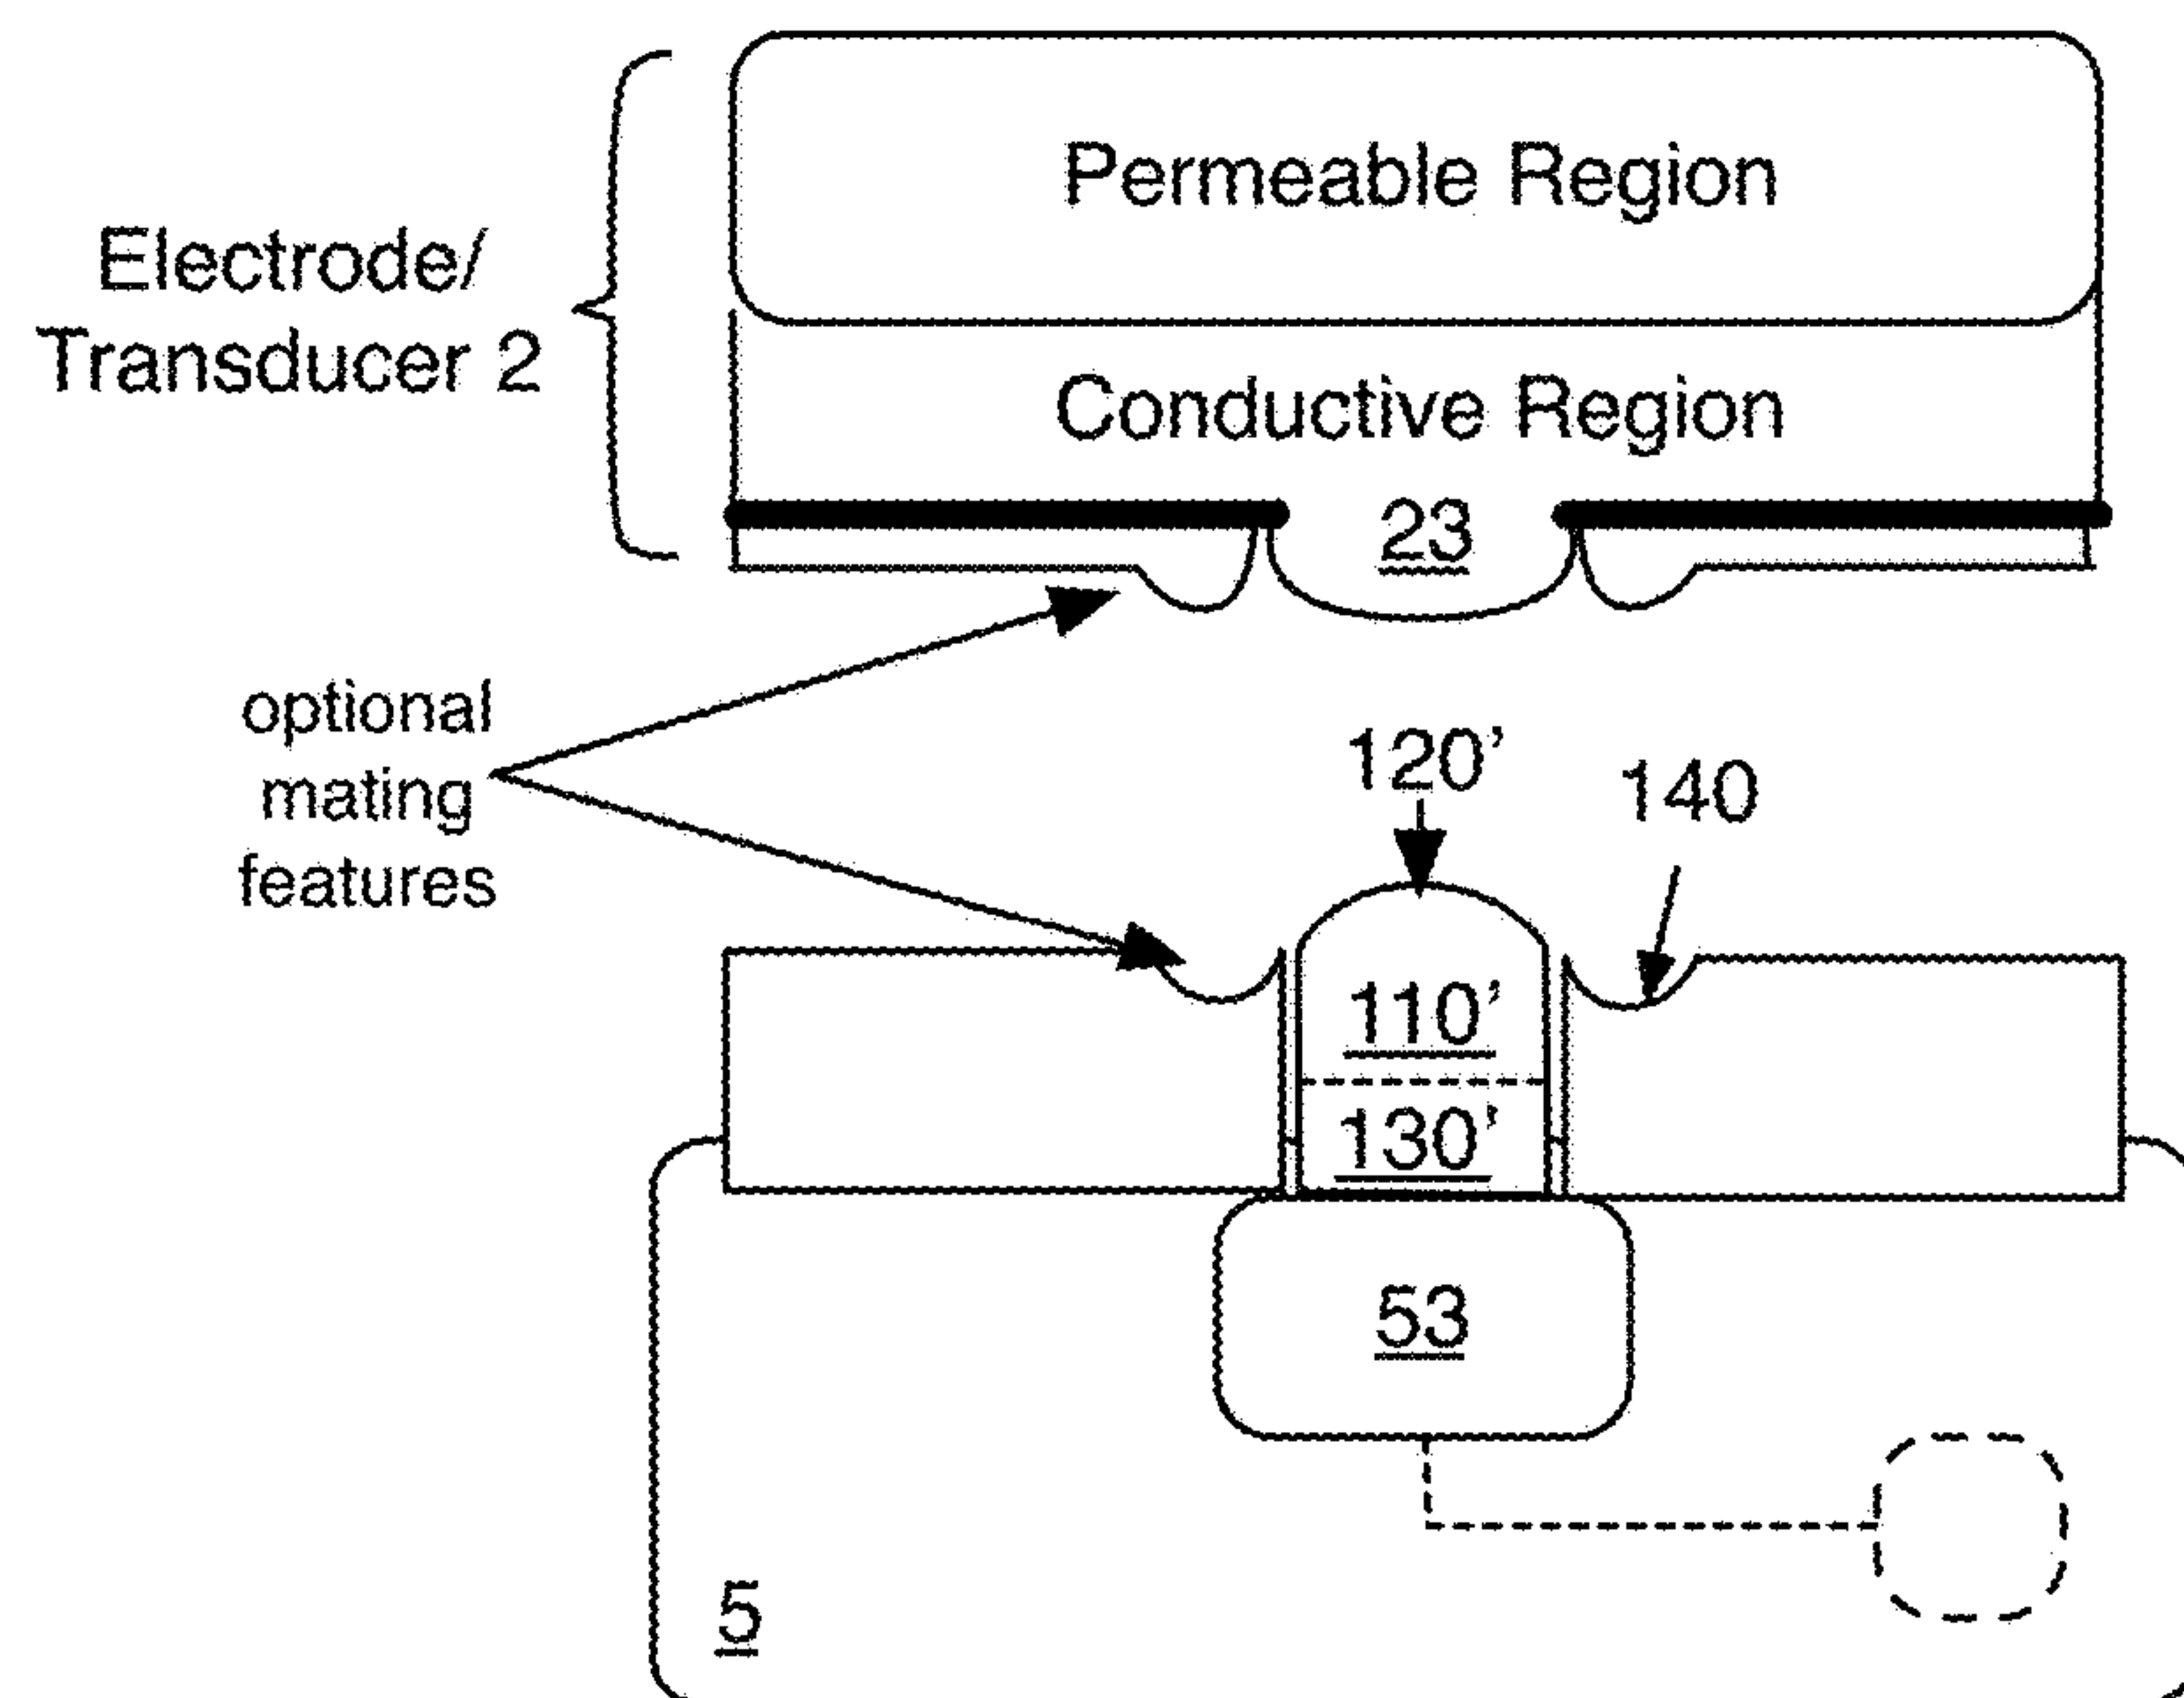 Permeable Region
Electrode/
Transducer 2
Conductive Region
23
optional
mating
features
120’
140
110’
130’
53
5